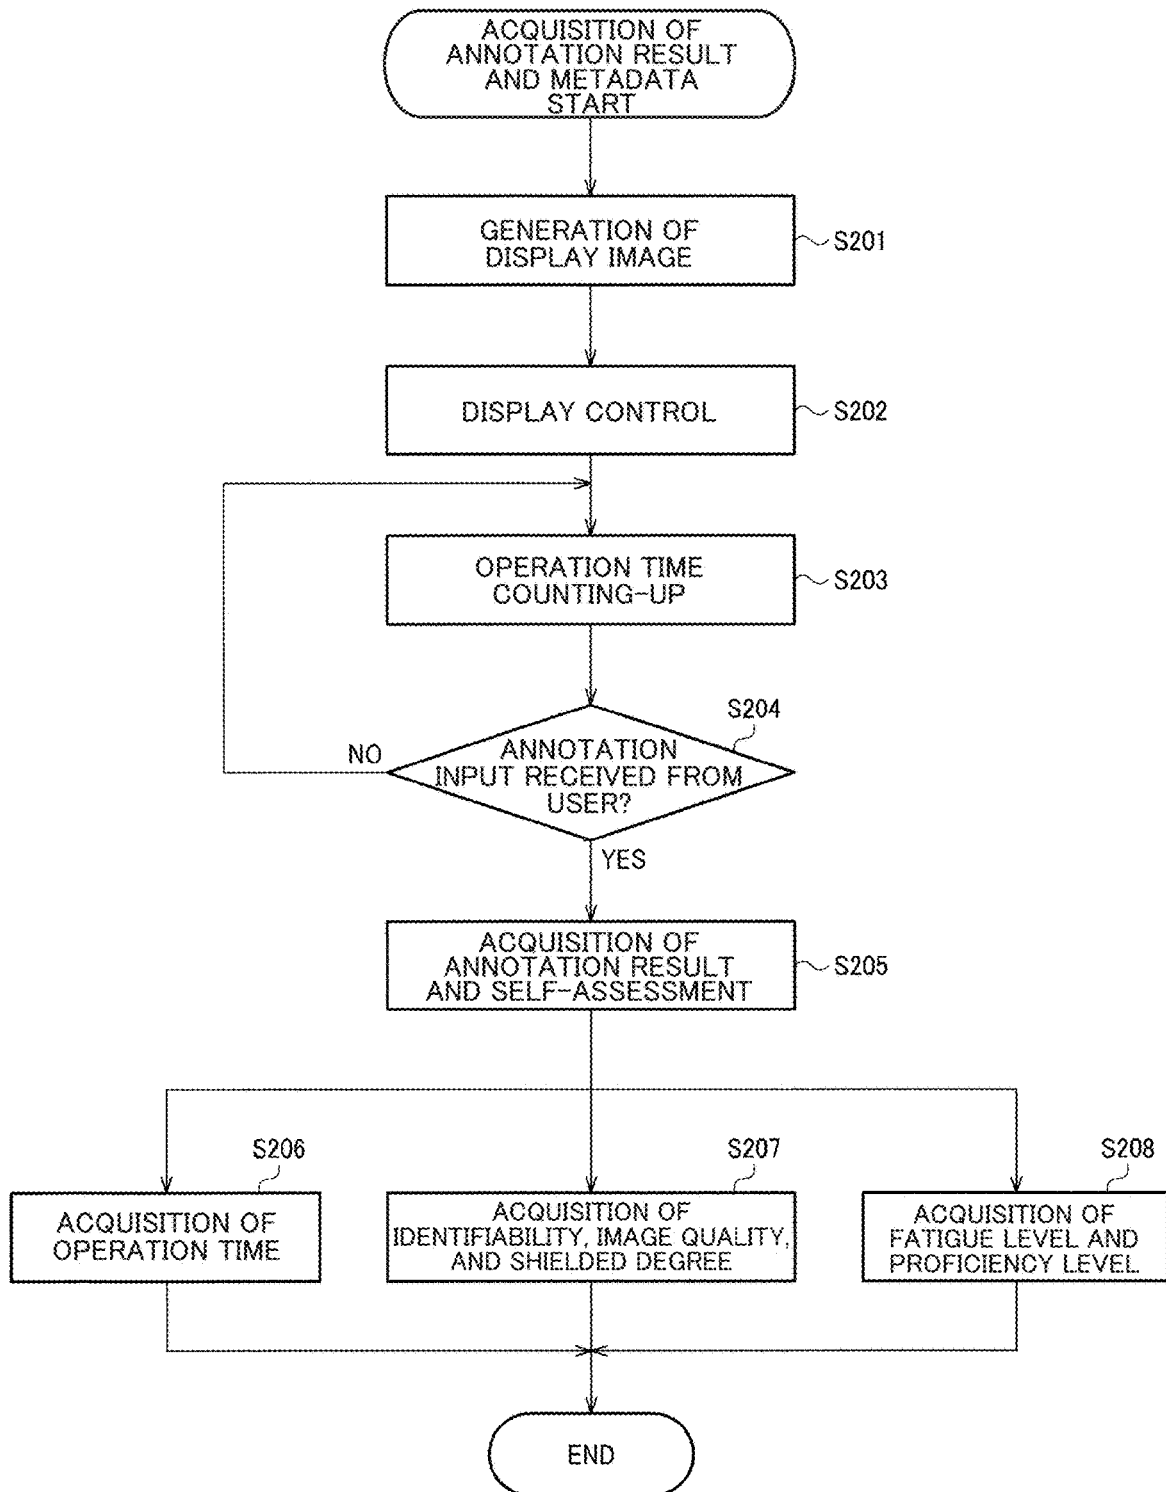 ACQUISITION OF
ANNOTATION RESULT
AND METADATA
START
GENERATION OF
DISPLAY IMAGE
S201
DISPLAY CONTROL
S202
OPERATION TIME
COUNTING-UP
S203
S204
NO
ANNOTATION
INPUT RECEIVED FROM
USER?
YES
ACQUISITION OF
ANNOTATION RESULT
AND SELF-ASSESSMENT
S205
S206
ACQUISITION OF
OPERATION TIME
S207
ACQUISITION OF
IDENTIFIABILITY, IMAGE QUALITY,
AND SHIELDED DEGREE
S208
ACQUISITION OF
FATIGUE LEVEL AND
PROFICIENCY LEVEL
END